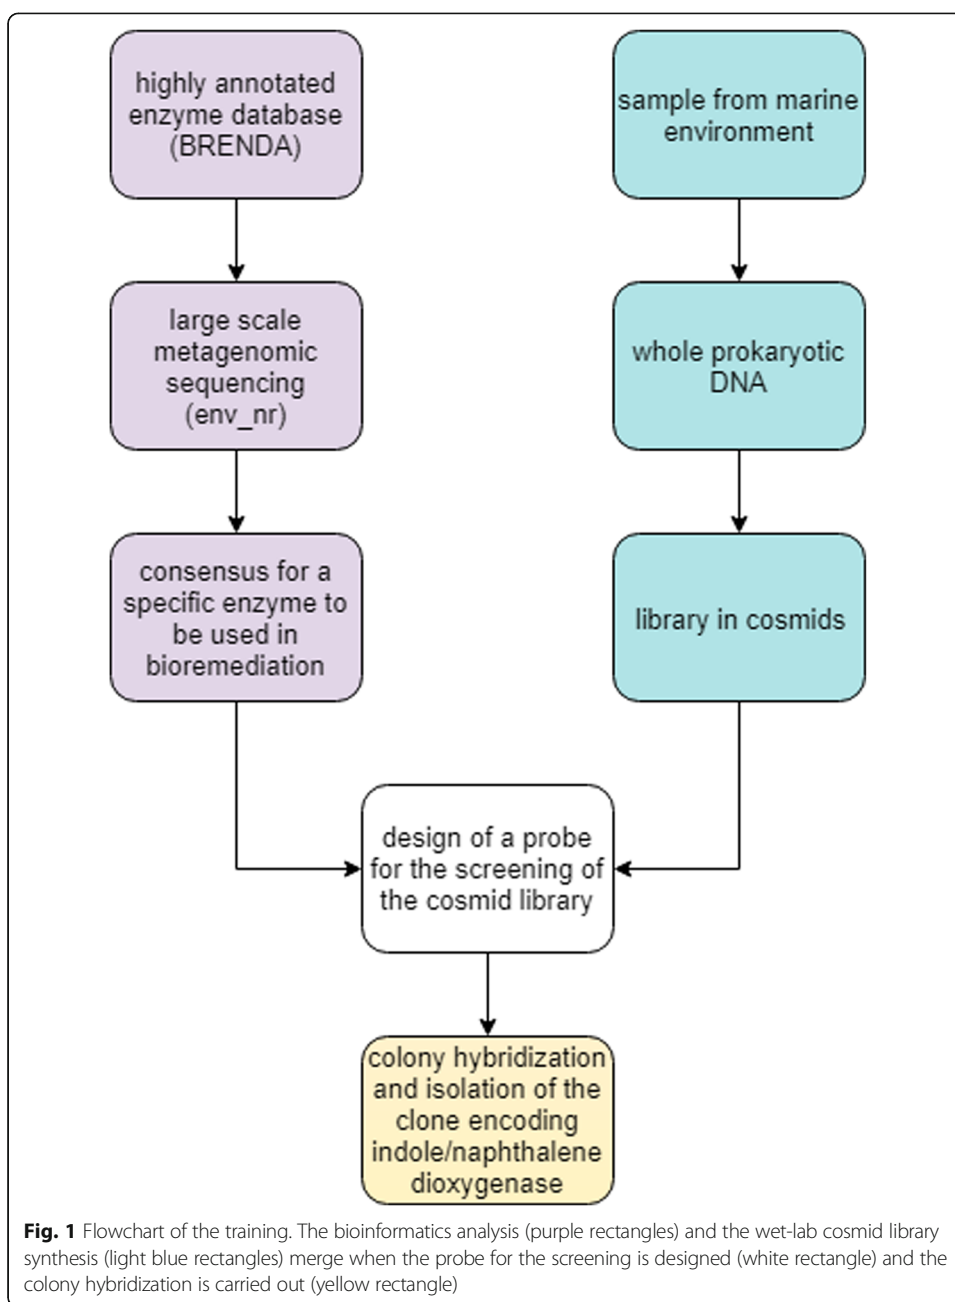 highly annotated
enzyme database
(BRENDA)
sample from marine
environment
large scale
metagenomic
sequencing
(env_nr)
whole prokaryotic
DNA
consensus for a
specific enzyme to
be used in
bioremediation
library in cosmids
design of a probe
for the screening of
the cosmid library
colony hybridization
and isolation of the
clone encoding
indole/naphthalene
dioxygenase
Fig. 1 Flowchart of the training. The bioinformatics analysis (purple rectangles) and the wet-lab cosmid library
synthesis (light blue rectangles) merge when the probe for the screening is designed (white rectangle) and the
colony hybridization is carried out (yellow rectangle)